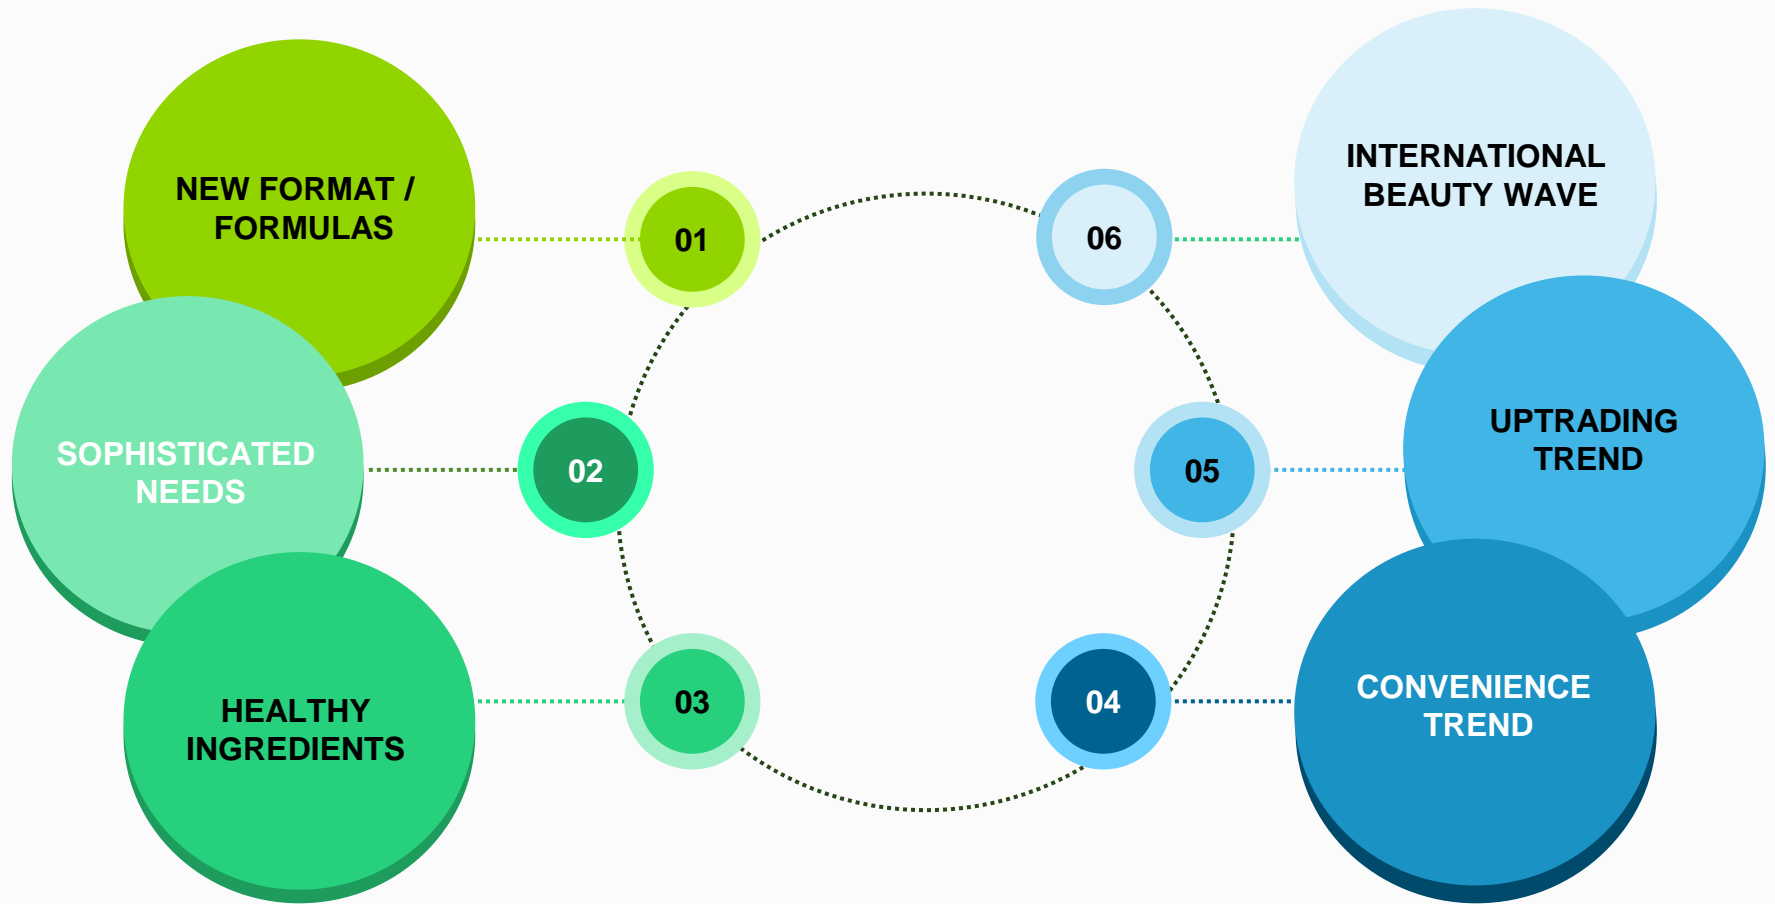 NEW FORMAT /
FORMULAS
01
SOPHISTICATED
NEEDS
02
HEALTHY
INGREDIENTS
03
CONVENIENCE
TREND
04
UPTRADING
TREND
05
INTERNATIONAL
BEAUTY WAVE
06